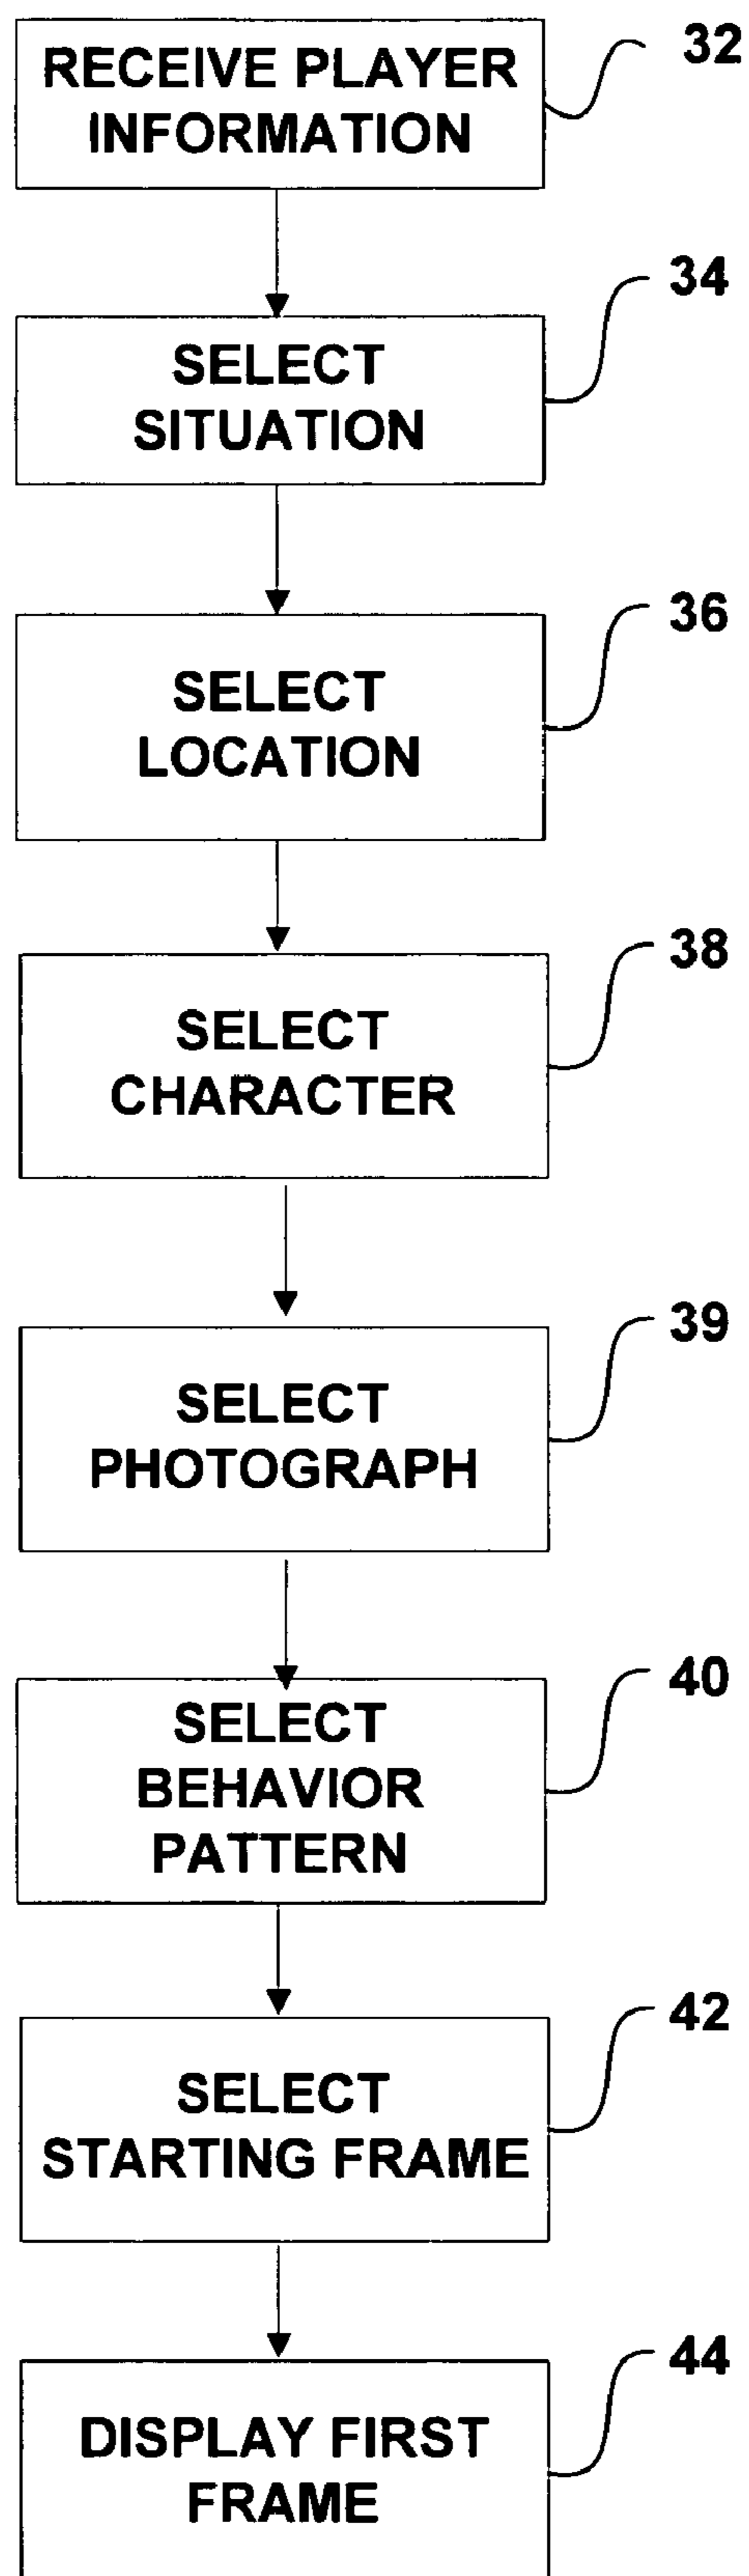 RECEIVE PLAYER
INFORMATION
32
SELECT
SITUATION
34
SELECT
LOCATION
36
SELECT
CHARACTER
38
SELECT
PHOTOGRAPH
39
SELECT
BEHAVIOR
PATTERN
40
SELECT
STARTING FRAME
42
DISPLAY FIRST
FRAME
44